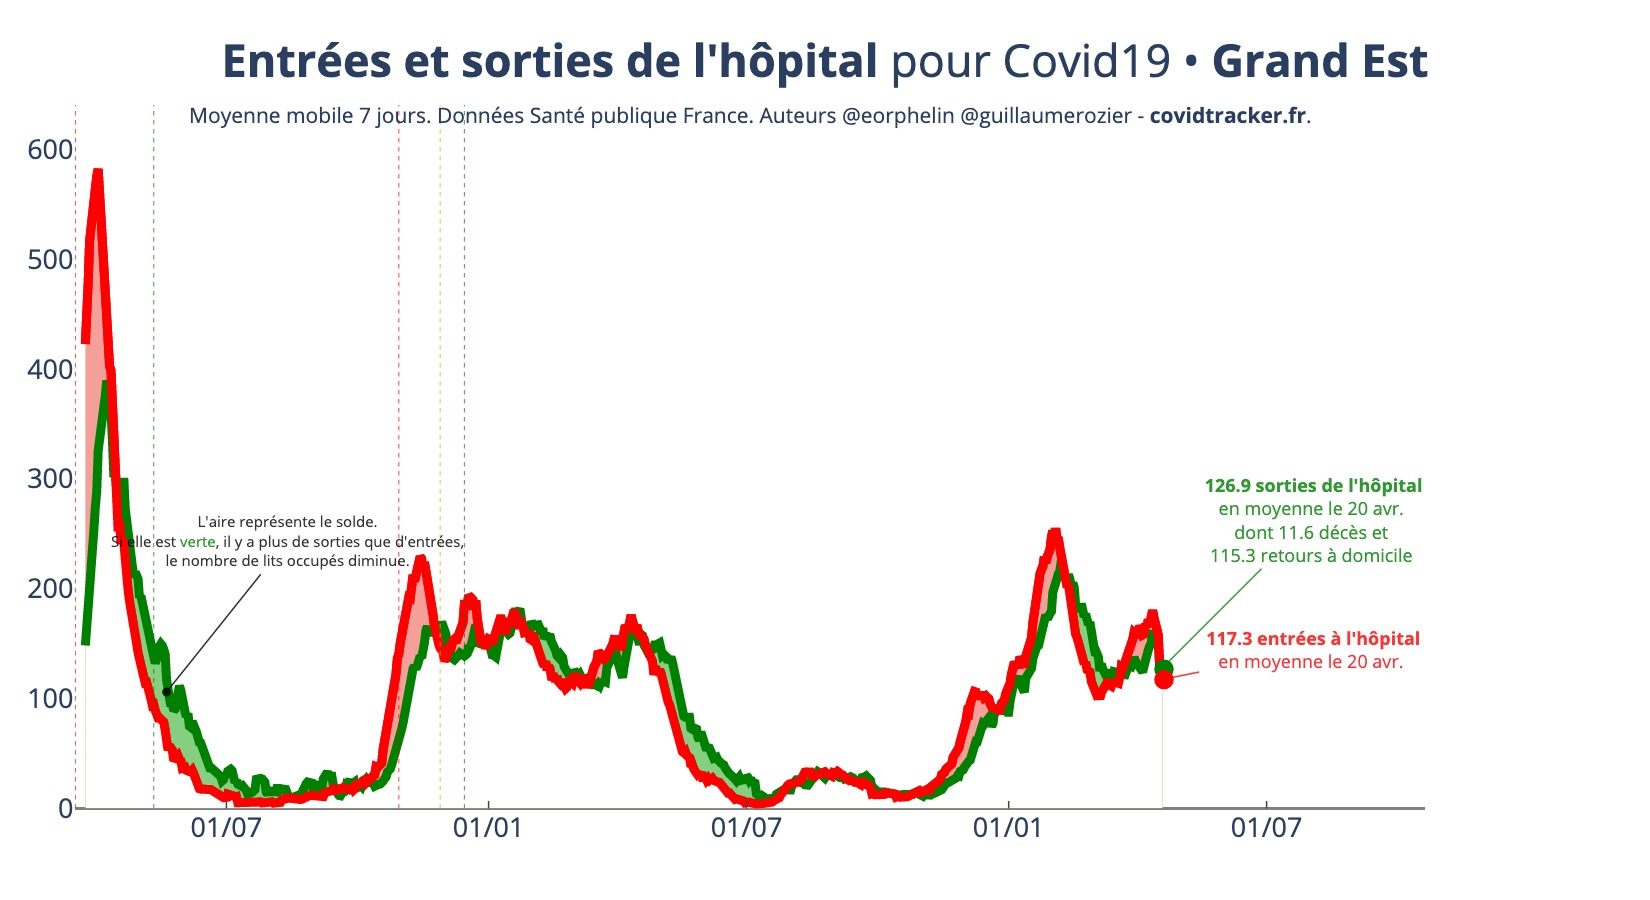 Entrées et sorties de l'hôpital pour Covid19 • Grand Est
Moyenne mobile 7 jours. Données Santé publique France. Auteurs @eorphelin @guillaumerozier - covidtracker.fr.
600
500
400
300
200
100
0
L'aire représente le solde.
Si elle est verte, il y a plus de sorties que d'entrées,
le nombre de lits occupés diminue.
126.9 sorties de l'hôpital
en moyenne le 20 avr.
dont 11.6 décès et
115.3 retours à domicile
117.3 entrées à l'hôpital
en moyenne le 20 avr.
01/07
01/01
01/07
01/01
01/07